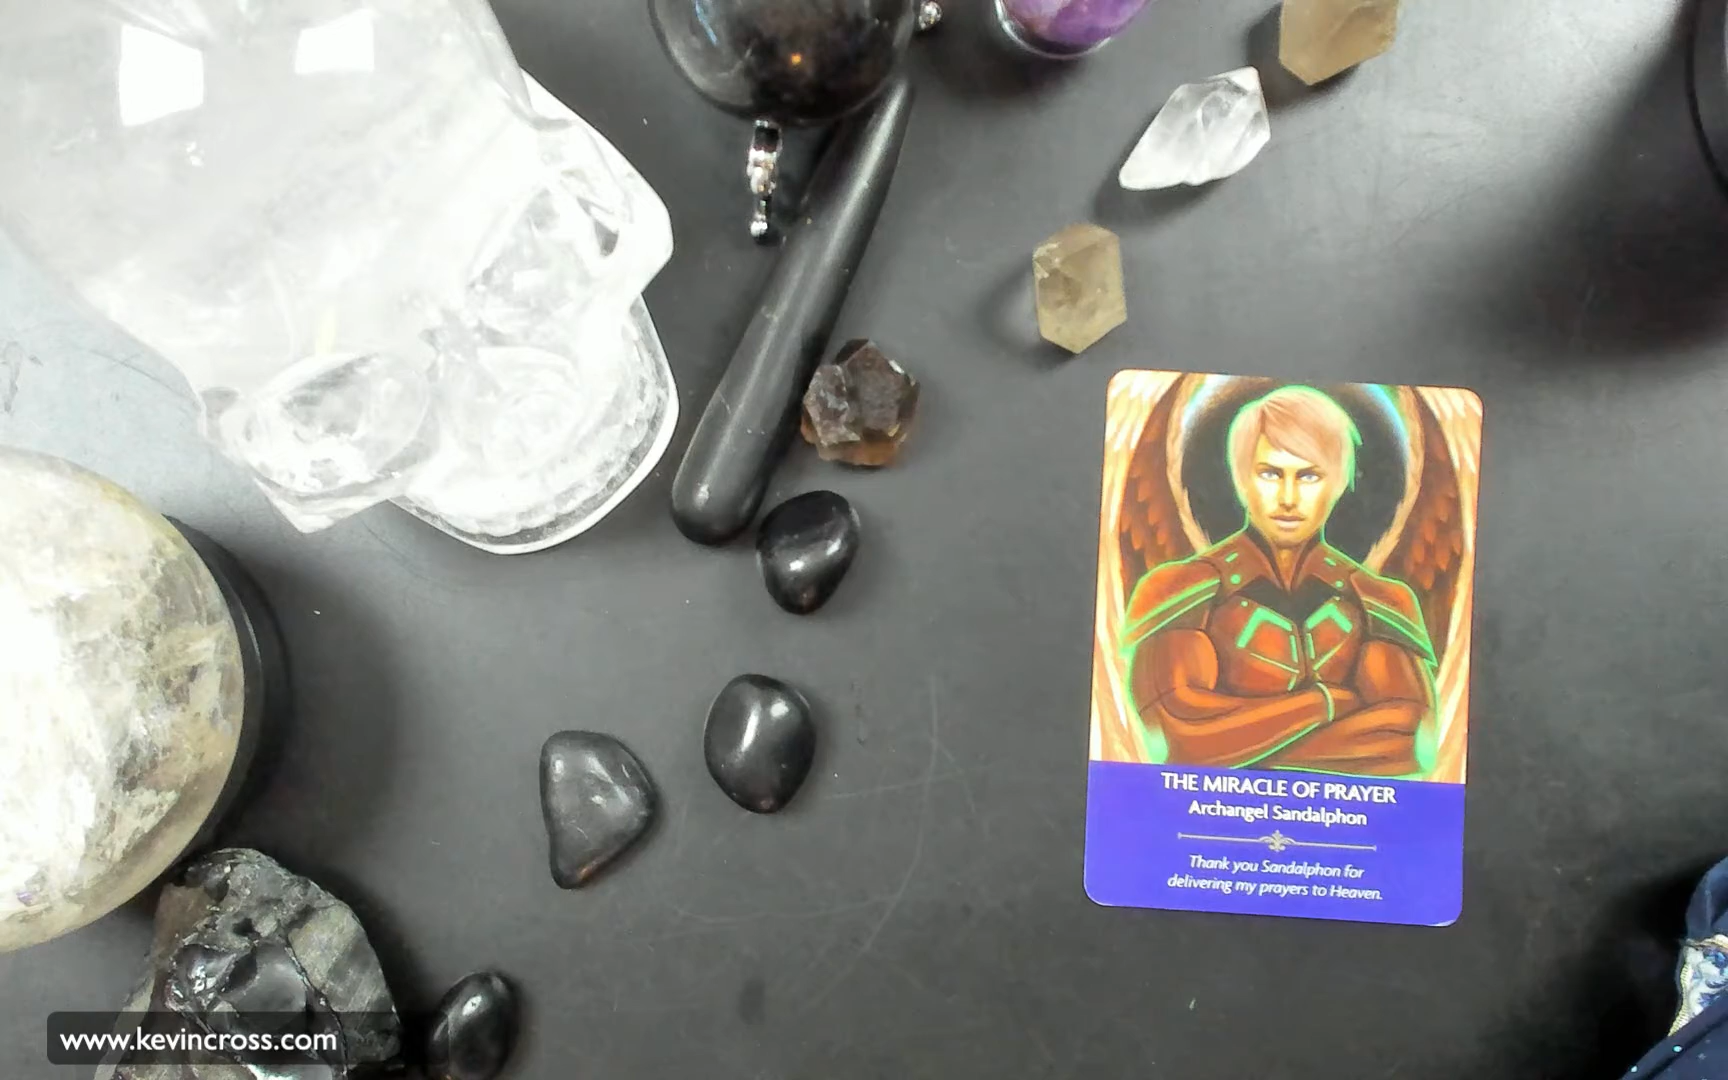 THE MIRACLE OF PRAYER
Archangel Sandalphon
Thank you Sandalphon for
delivering my prayers to Heaven.
www.kevincross.com